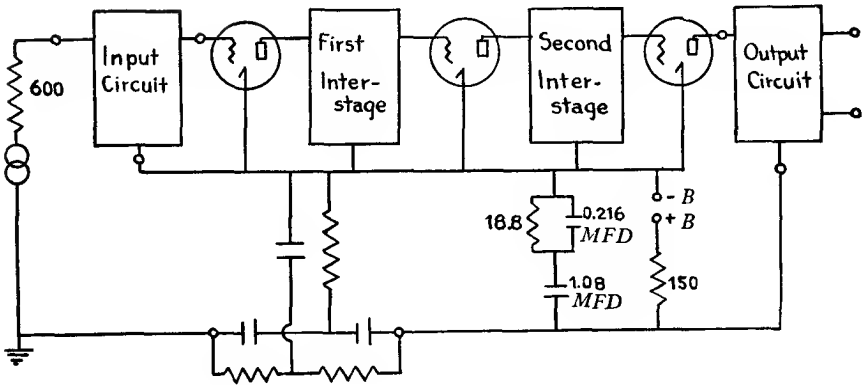 600
Input
Circuit
First
Inter-
stage
Second
Inter-
stage
Output
Circuit
18.8
0.216
MFD
1.08
MFD
- B
+ B
150